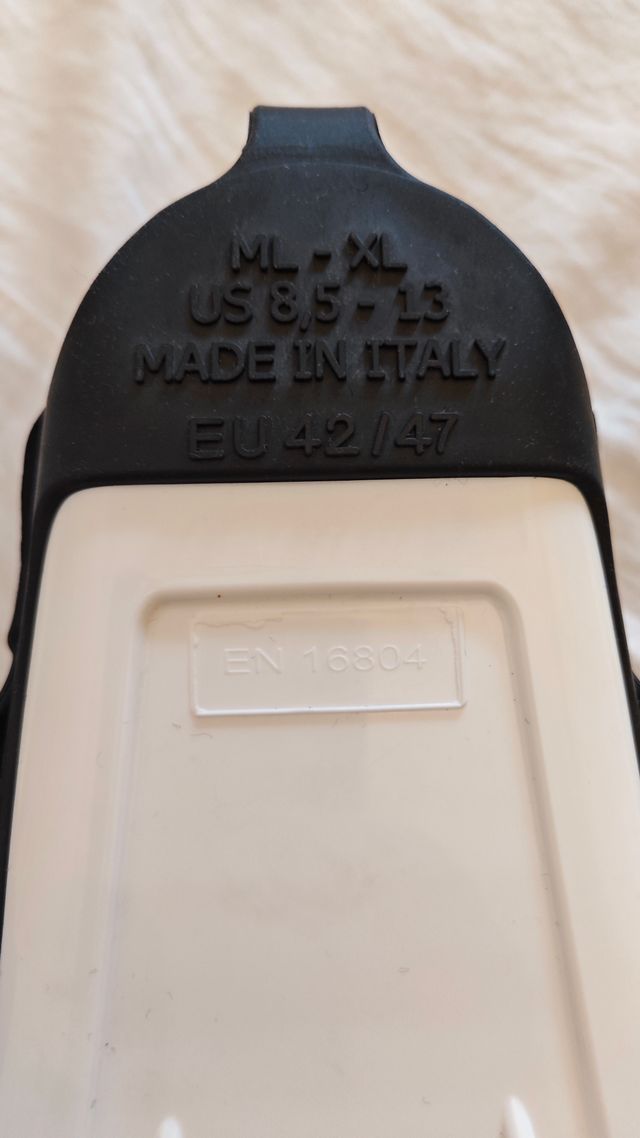 ML - XL
US 8,5 - 13
MADE IN ITALY
EU 42/47
EN 16804